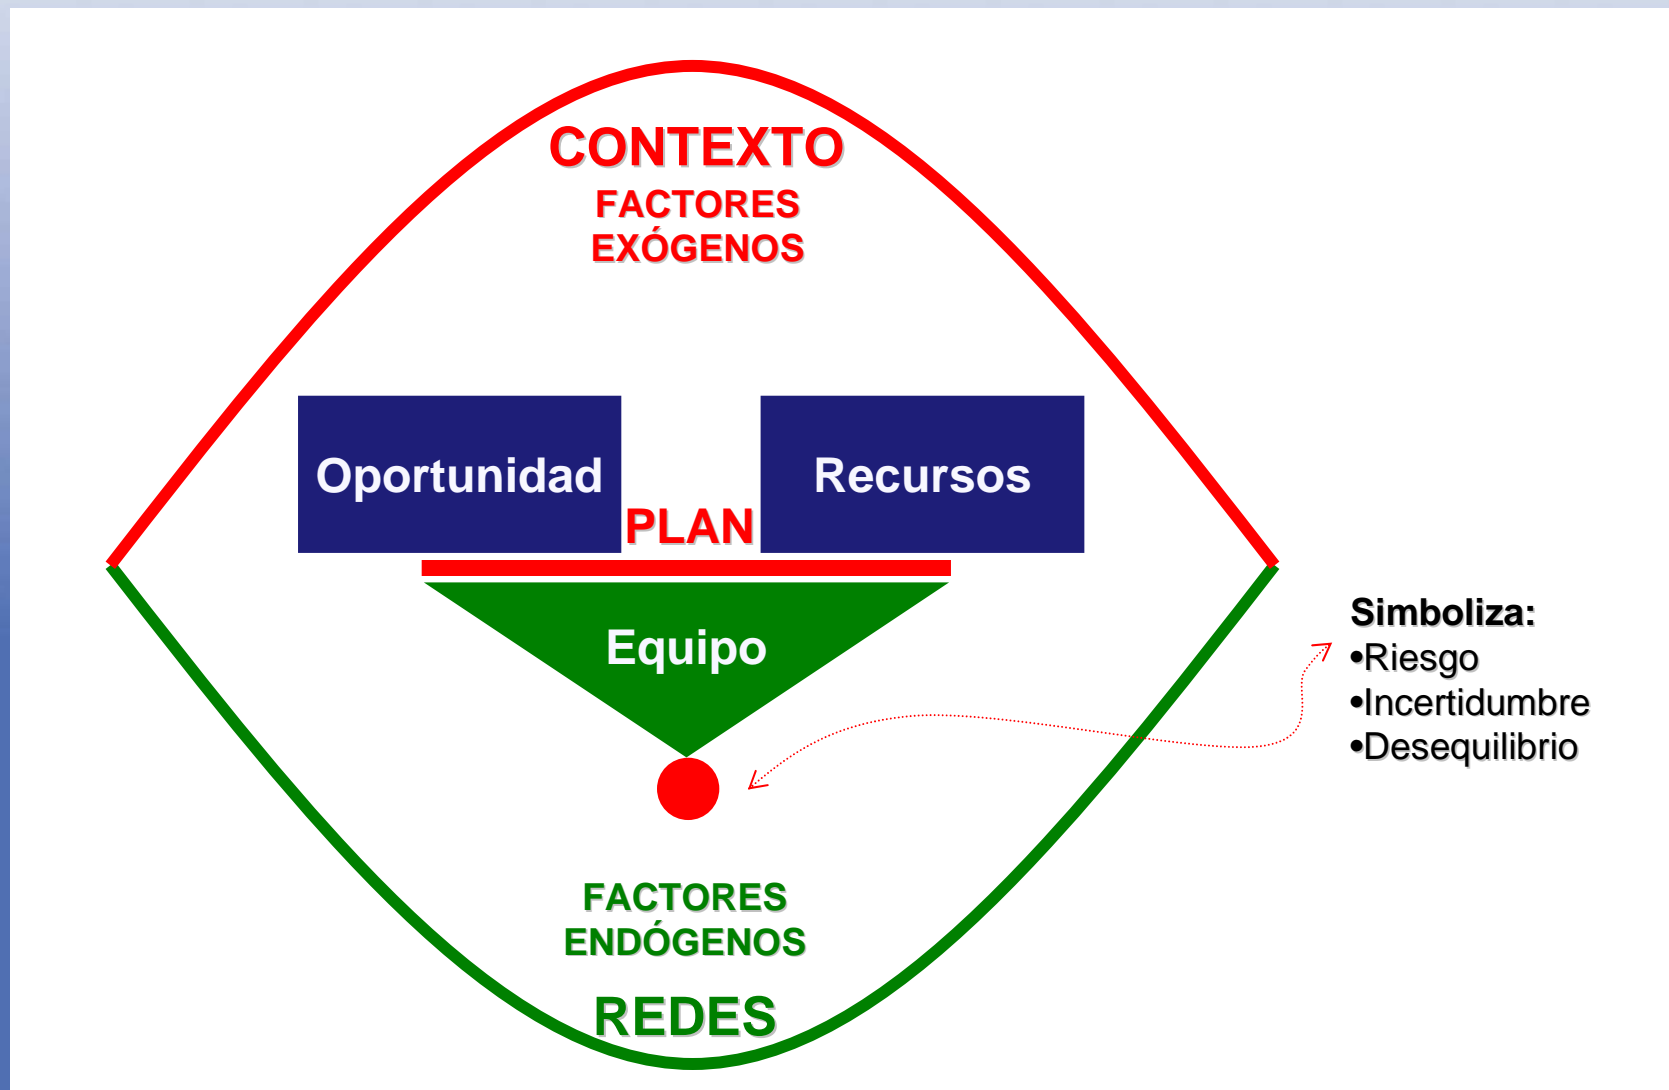 CONTEXTO
FACTORES
EXÓGENOS
Oportunidad
Recursos
PLAN
Equipo
Simboliza:
•Riesgo
•Incertidumbre
•Desequilibrio
FACTORES
ENDÓGENOS
REDES